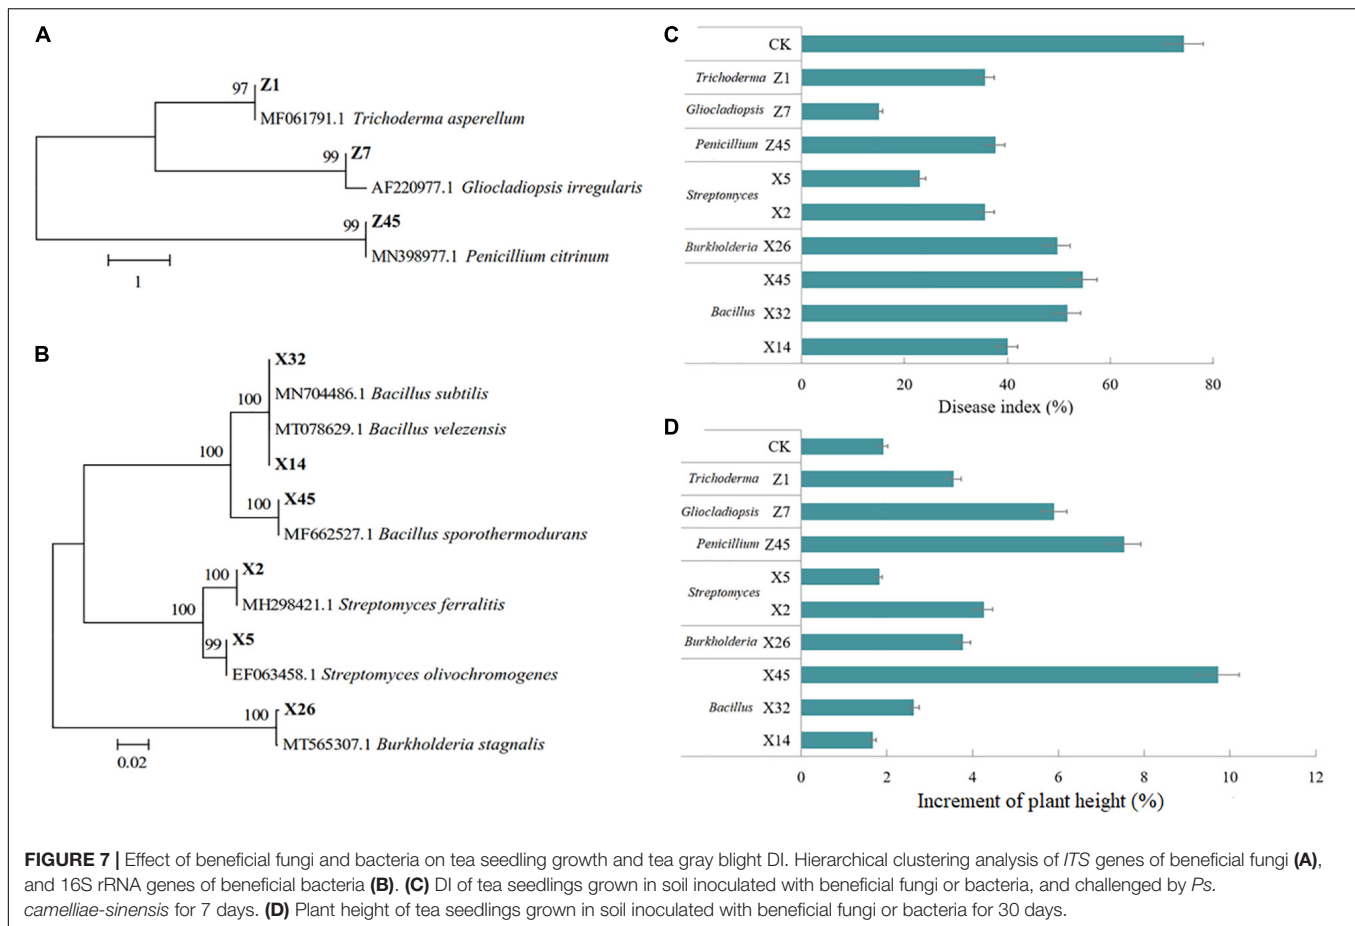 A
97 Z1
MF061791.1 Trichoderma asperellum
99 Z7
AF220977.1 Gliocladiopsis irregularis
99 Z45
MN398977.1 Penicillium citrinum
1
B
X32
MN704486.1 Bacillus subtilis
100
MT078629.1 Bacillus velezensis
100
X14
100 X45
MF662527.1 Bacillus sporothermodurans
100 X2
MH298421.1 Streptomyces ferralitis
100
99 X5
EF063458.1 Streptomyces olivochromogenes
100 X26
MT565307.1 Burkholderia stagnalis
0.02
C
CK
Trichoderma Z1
Gliocladiopsis Z7
Penicillium Z45
X5
Streptomyces
X2
Burkholderia X26
X45
Bacillus X32
X14
0 20 40 60 80
Disease index (%)
D
CK
Trichoderma Z1
Gliocladiopsis Z7
Penicillium Z45
X5
Streptomyces
X2
Burkholderia X26
X45
Bacillus X32
X14
0 2 4 6 8 10 12
Increment of plant height (%)
FIGURE 7 | Effect of beneficial fungi and bacteria on tea seedling growth and tea gray blight DI. Hierarchical clustering analysis of ITS genes of beneficial fungi (A),
and 16S rRNA genes of beneficial bacteria (B). (C) DI of tea seedlings grown in soil inoculated with beneficial fungi or bacteria, and challenged by Ps.
camelliae-sinensis for 7 days. (D) Plant height of tea seedlings grown in soil inoculated with beneficial fungi or bacteria for 30 days.